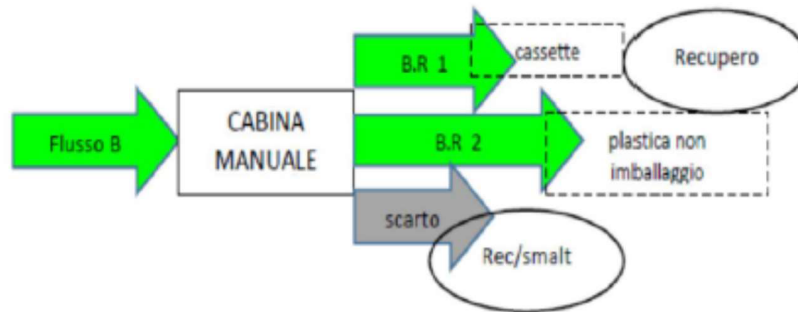 B.R 1
cassette
Recupero
Flusso B
CABINA
MANUALE
B.R 2
plastica non
imballaggio
scarto
Rec/smalt